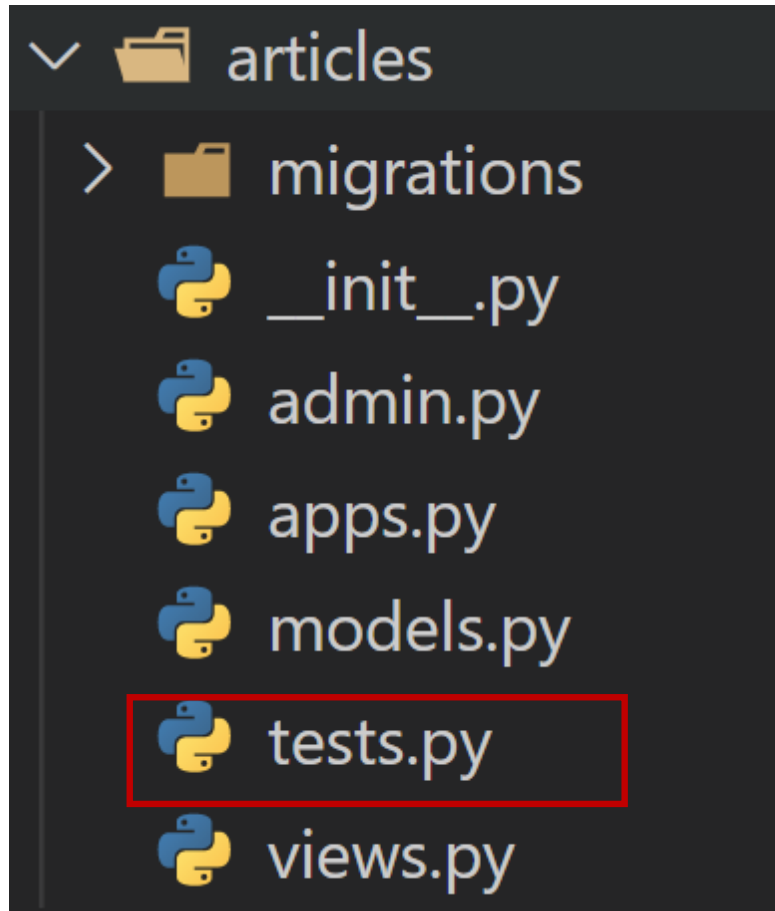 articles
migrations
__init__.py
admin.py
apps.py
models.py
tests.py
views.py